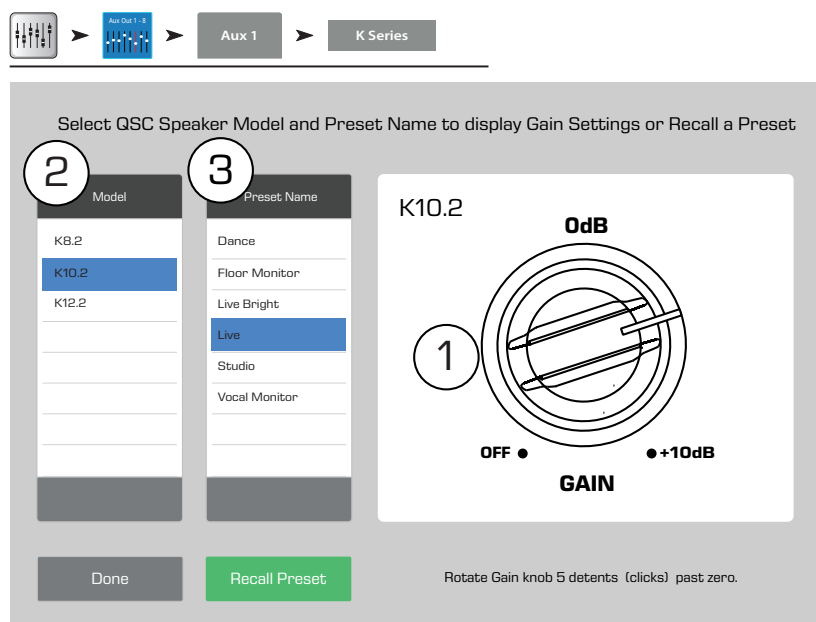 Aux Out 1 - 8
Aux 1
K Series
Select QSC Speaker Model and Preset Name to display Gain Settings or Recall a Preset
2
Model
K8.2
K10.2
K12.2
3
Preset Name
Dance
Floor Monitor
Live Bright
Live
Studio
Vocal Monitor
K10.2
0dB
1
OFF
+10dB
GAIN
Done
Recall Preset
Rotate Gain knob 5 detents (clicks) past zero.